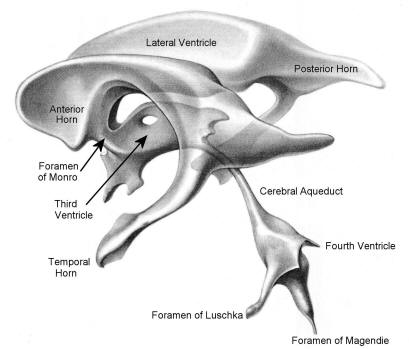 Lateral Ventricle
Posterior Horn
Anterior
Horn
Foramen
of Monro
Third
Ventricle
Cerebral Aqueduct
Temporal
Horn
Fourth Ventricle
Foramen of Luschka
Foramen of Magendie